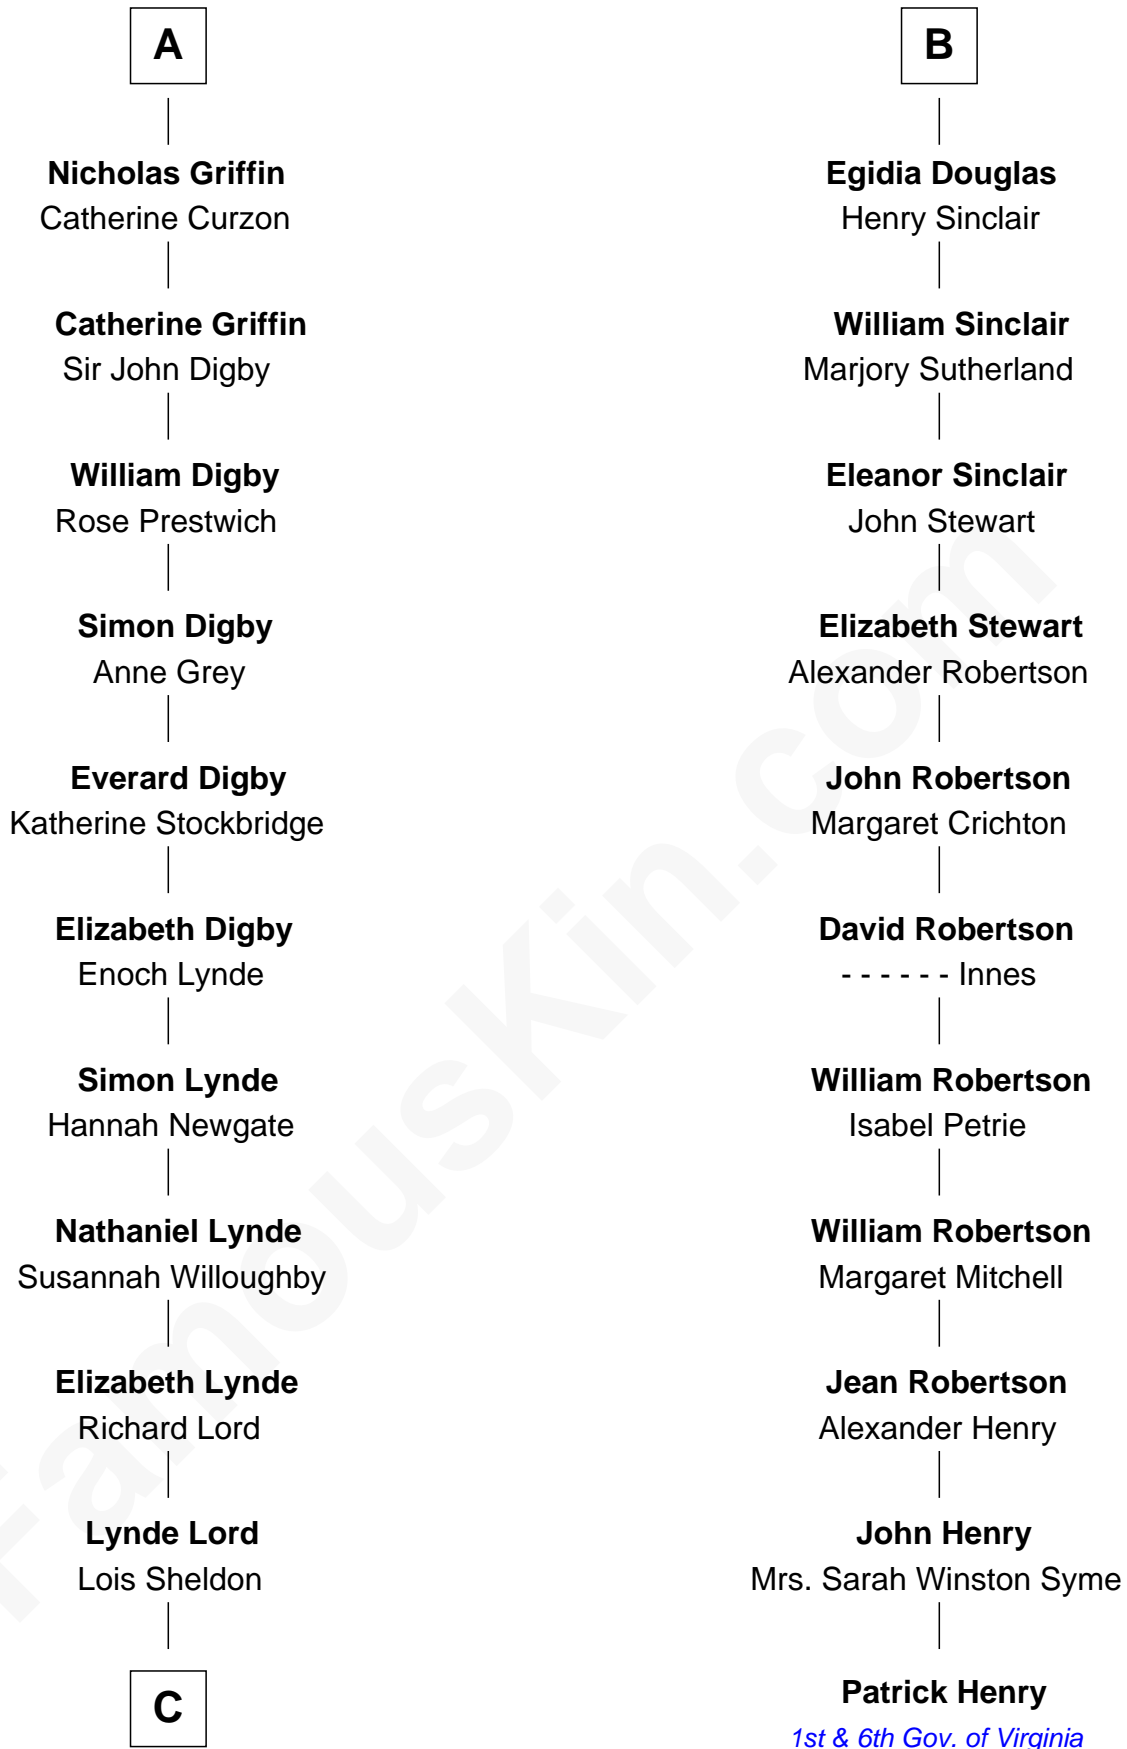 A
Nicholas Griffin
Catherine Curzon
Catherine Griffin
Sir John Digby
William Digby
Rose Prestwich
Simon Digby
Anne Grey
Everard Digby
Katherine Stockbridge
Elizabeth Digby
Enoch Lynde
Simon Lynde
Hannah Newgate
Nathaniel Lynde
Susannah Willoughby
Elizabeth Lynde
Richard Lord
Lynde Lord
Lois Sheldon
C
B
Egidia Douglas
Henry Sinclair
William Sinclair
Marjory Sutherland
Eleanor Sinclair
John Stewart
Elizabeth Stewart
Alexander Robertson
John Robertson
Margaret Crichton
David Robertson
- - - - - - Innes
William Robertson
Isabel Petrie
William Robertson
Margaret Mitchell
Jean Robertson
Alexander Henry
John Henry
Mrs. Sarah Winston Syme
Patrick Henry
1st & 6th Gov. of Virginia
FamousKin.com